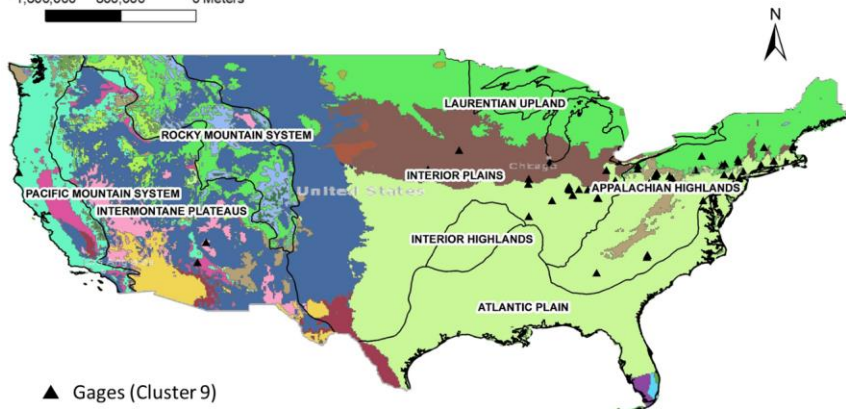 N
LAURENTIAN UPLAND
ROCKY MOUNTAIN SYSTEM
Chicago
INTERIOR PLAINS
United States
PACIFIC MOUNTAIN SYSTEM
APPALACHIAN HIGHLANDS
INTERMONTANE PLATEAUS
INTERIOR HIGHLANDS
ATLANTIC PLAIN
Gages (Cluster 9)